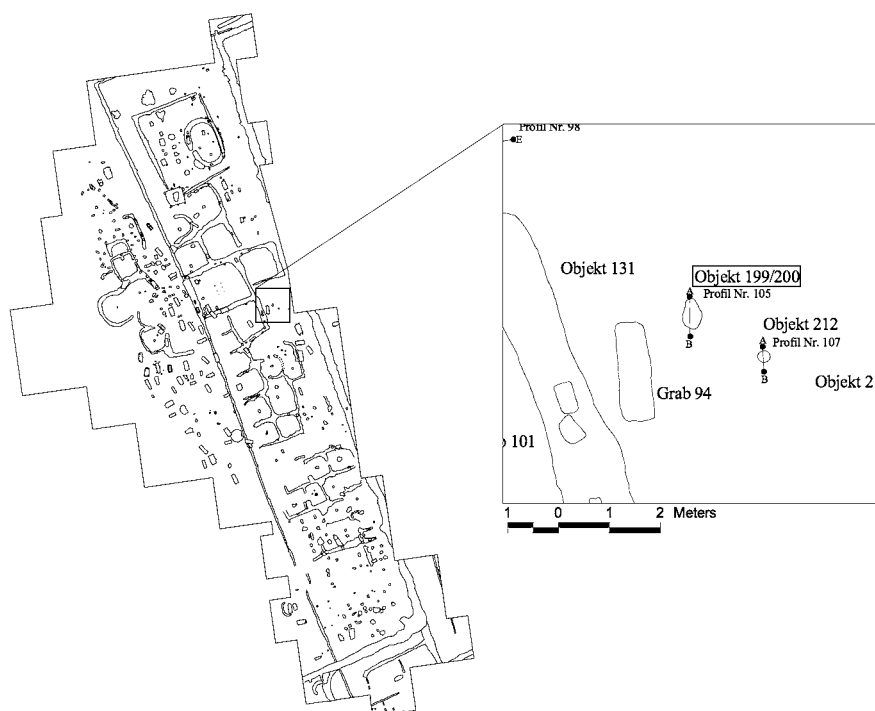 Profil Nr. 98
E
Objekt 131
Objekt 199/200
A
Profil Nr. 105
B
Objekt 212
A
Profil Nr. 107
B
Objekt 2
Grab 94
101
1 0 1 2 Meters